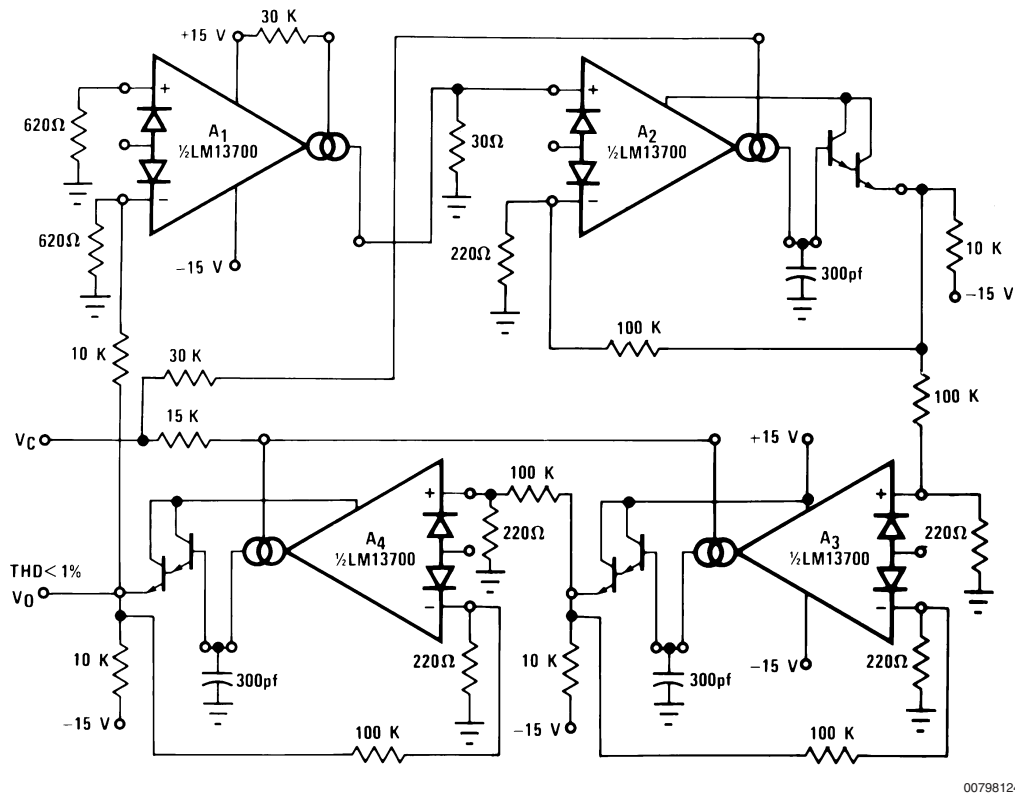 30 K
+15 V
+
620Ω
A1
½LM13700
−
620Ω
−15 V
10 K
30 K
15 K
VC
+
30Ω
A2
½LM13700
−
220Ω
300pf
10 K
−15 V
100 K
100 K
+15 V
100 K
+
A4
½LM13700
220Ω
−
220Ω
300pf
THD<1%
VO
10 K
−15 V
100 K
+
A3
½LM13700
220Ω
−
220Ω
−15 V
10 K
300pf
−15 V
100 K